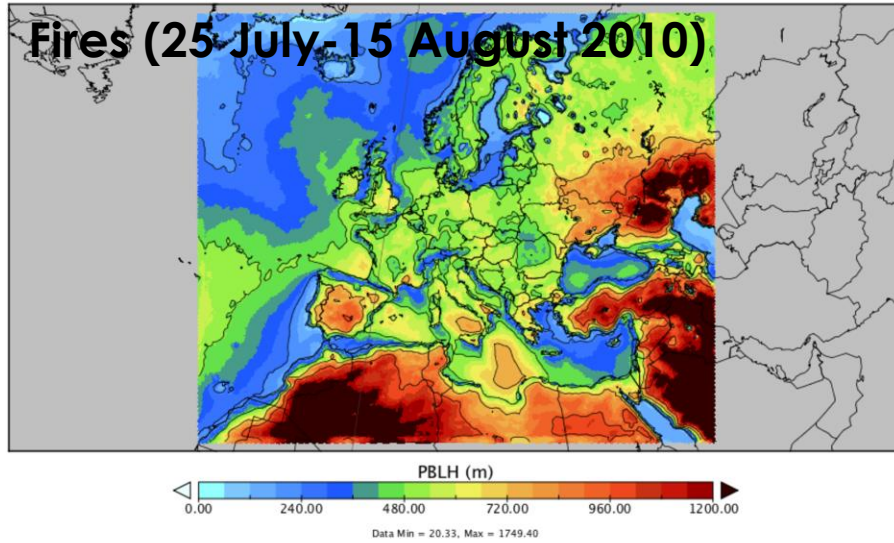 Fires (25 July-15 August 2010)
PBLH (m)
0.00 240.00 480.00 720.00 960.00 1200.00
Data Min = 20.33, Max = 1749.40